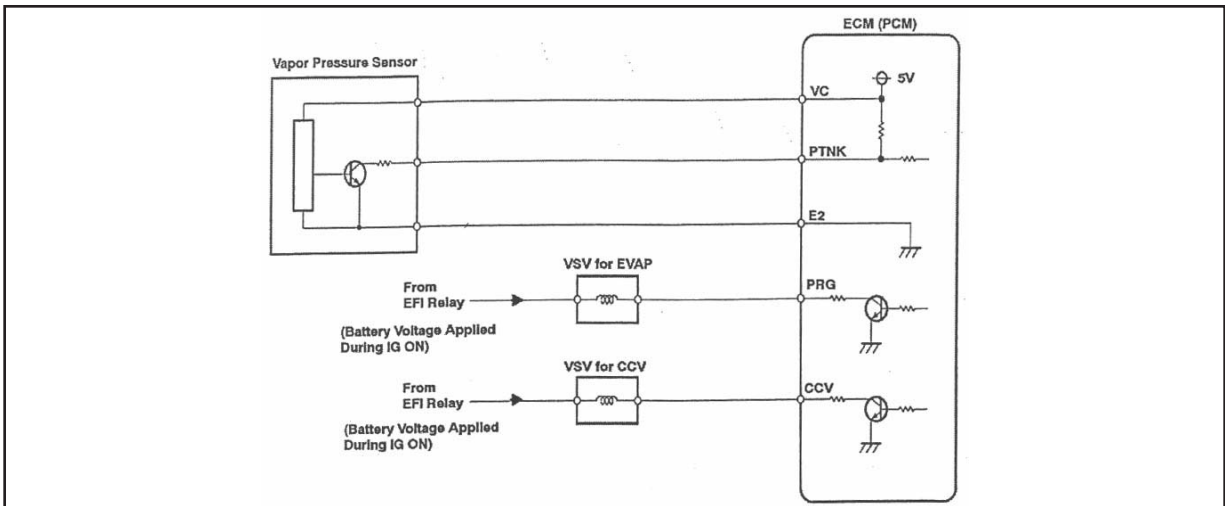 ECM (PCM)
Vapor Pressure Sensor
5V
VC
PTNK
E2
VSV for EVAP
From
EFI Relay
PRG
(Battery Voltage Applied
During IG ON)
VSV for CCV
From
EFI Relay
CCV
(Battery Voltage Applied
During IG ON)